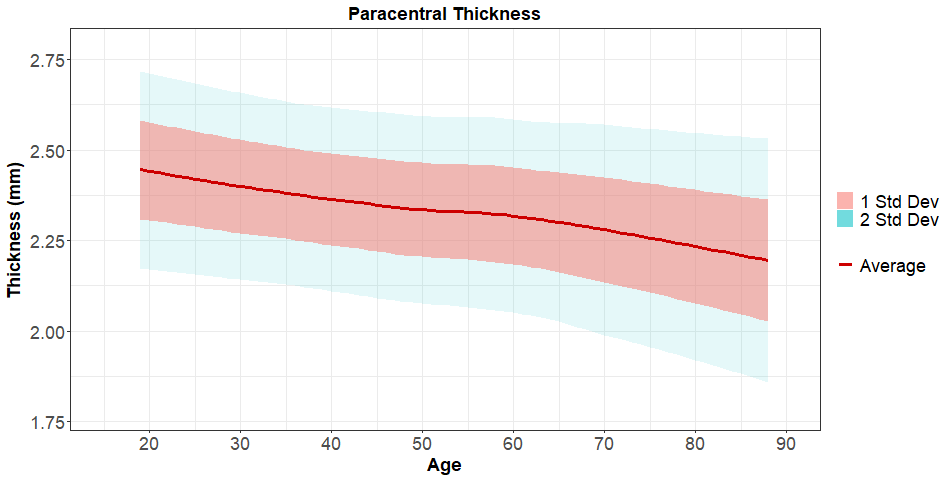 Paracentral Thickness
Thickness (mm)
2.75
2.50
2.25
2.00
1.75
20 30 40 50 60 70 80 90
Age
1 Std Dev
2 Std Dev
Average